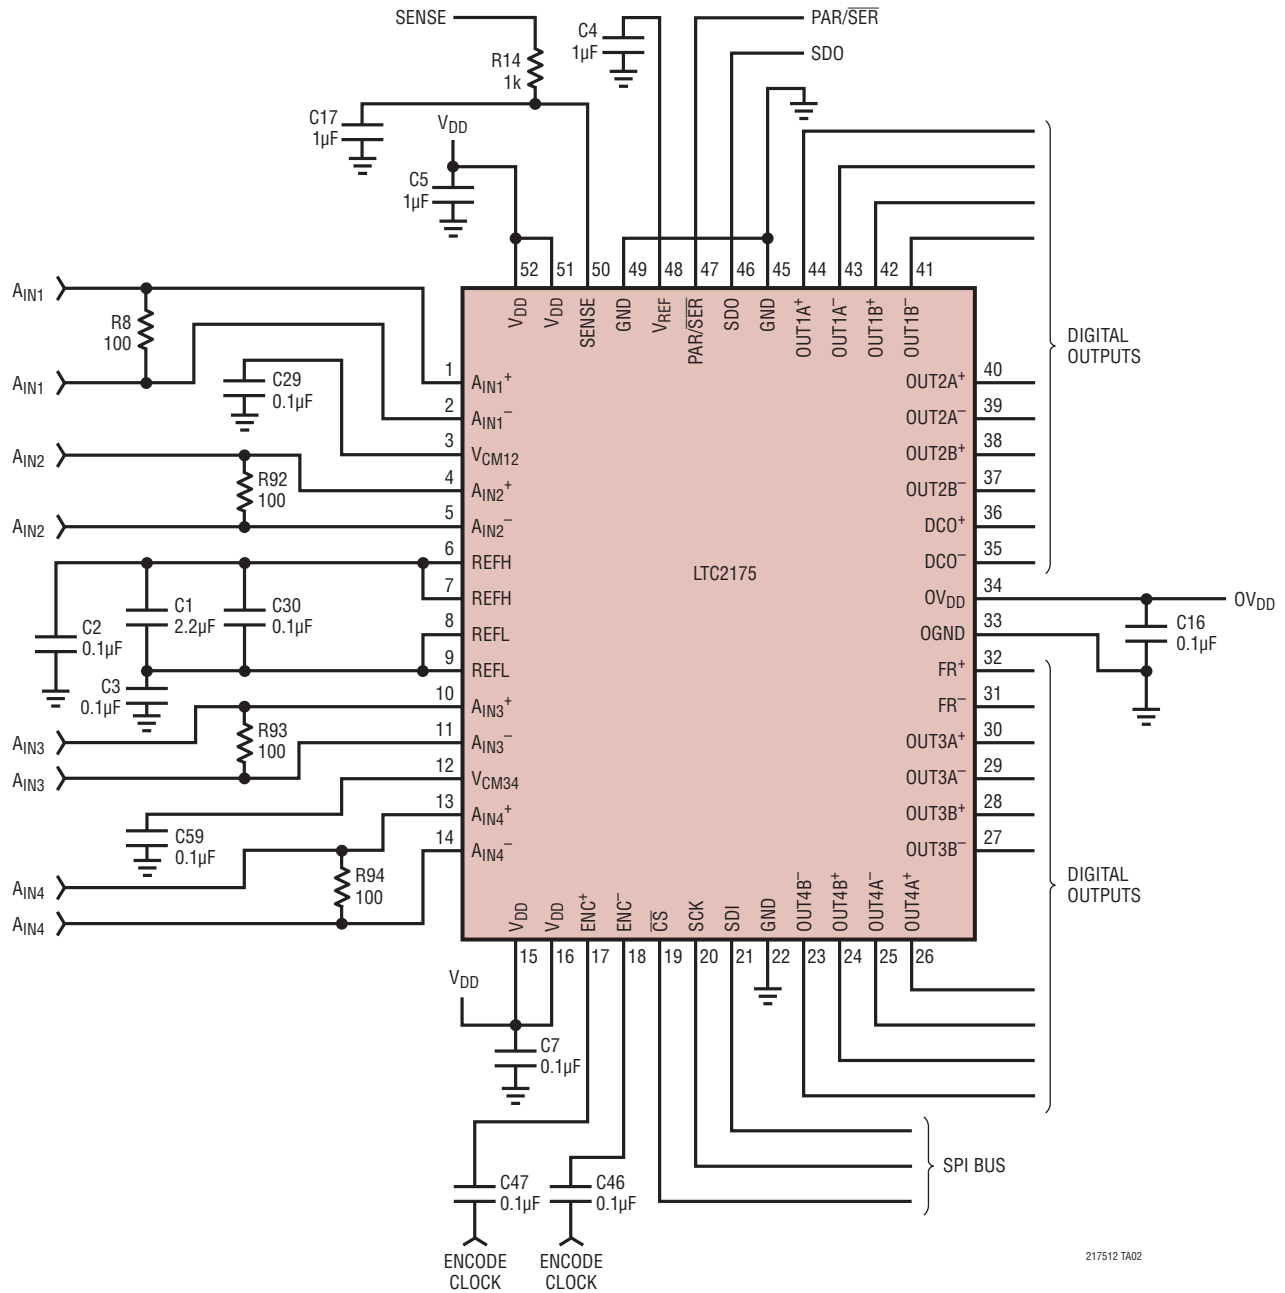 SENSE
R14
1k
C4
1µF
PAR/SER
SDO
C17
1µF
VDD
C5
1µF
52 51 50 49 48 47 46 45 44 43 42 41
VDD VDD SENSE GND VREF PAR/SER SDO GND OUT1A+ OUT1A– OUT1B+ OUT1B–
DIGITAL
OUTPUTS
AIN1
R8
100
AIN1
C29
0.1µF
AIN2
R92
100
AIN2
C2
0.1µF
C1
2.2µF
C30
0.1µF
C3
0.1µF
AIN3
R93
100
AIN3
C59
0.1µF
AIN4
R94
100
AIN4
1 AIN1+
2 AIN1–
3 VCM12
4 AIN2+
5 AIN2–
6 REFH
7 REFH
8 REFL
9 REFL
10 AIN3+
11 AIN3–
12 VCM34
13 AIN4+
14 AIN4–
LTC2175
OUT2A+ 40
OUT2A– 39
OUT2B+ 38
OUT2B– 37
DCO+ 36
DCO– 35
OVDD 34
OGND 33
FR+ 32
FR– 31
OUT3A+ 30
OUT3A– 29
OUT3B+ 28
OUT3B– 27
OVDD
C16
0.1µF
DIGITAL
OUTPUTS
VDD VDD ENC+ ENC– CS SCK SDI GND OUT4B– OUT4B+ OUT4A– OUT4A+
15 16 17 18 19 20 21 22 23 24 25 26
VDD
C7
0.1µF
SPI BUS
C47
0.1µF
C46
0.1µF
ENCODE
CLOCK
ENCODE
CLOCK
217512 TA02